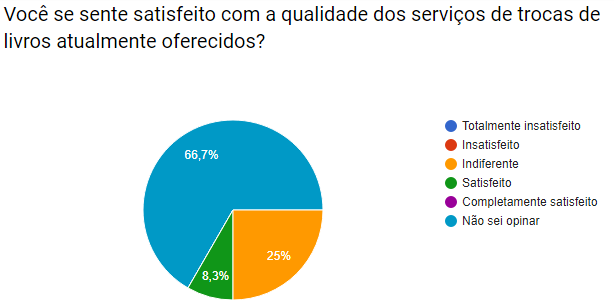 Você se sente satisfeito com a qualidade dos serviços de trocas de
livros atualmente oferecidos?
Totalmente insatisfeito
Insatisfeito
Indiferente
Satisfeito
Completamente satisfeito
Não sei opinar
66,7%
25%
8,3%